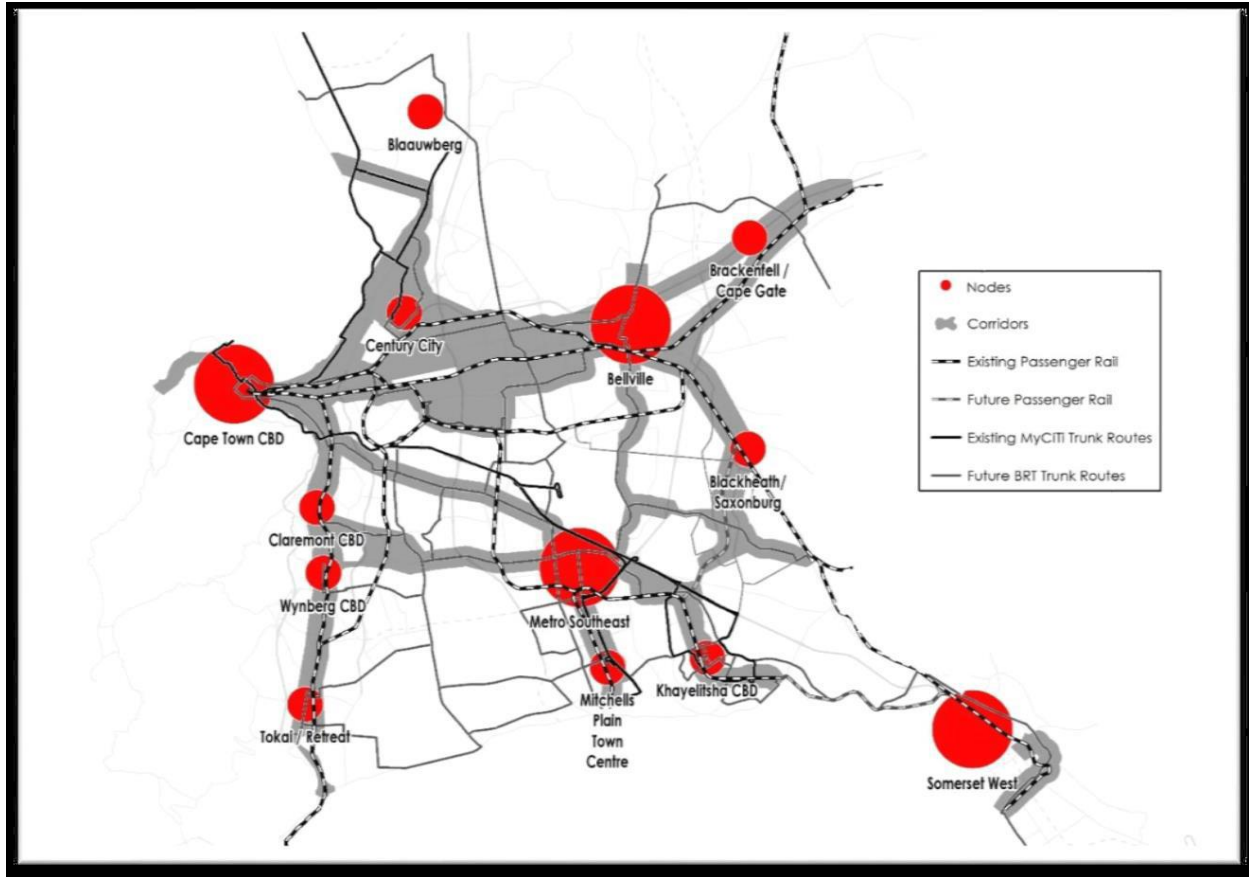 Blaauwberg
Brackenfell /
Cape Gate
Century City
Bellville
Cape Town CBD
Blackheath/
Saxonburg
Claremont CBD
Wynberg CBD
Metro Southeast
Mitchells
Plain
Town
Centre
Khayelitsha CBD
Tokai / Retreat
Somerset West
Nodes
Corridors
Existing Passenger Rail
Future Passenger Rail
Existing MyCiTi Trunk Routes
Future BRT Trunk Routes